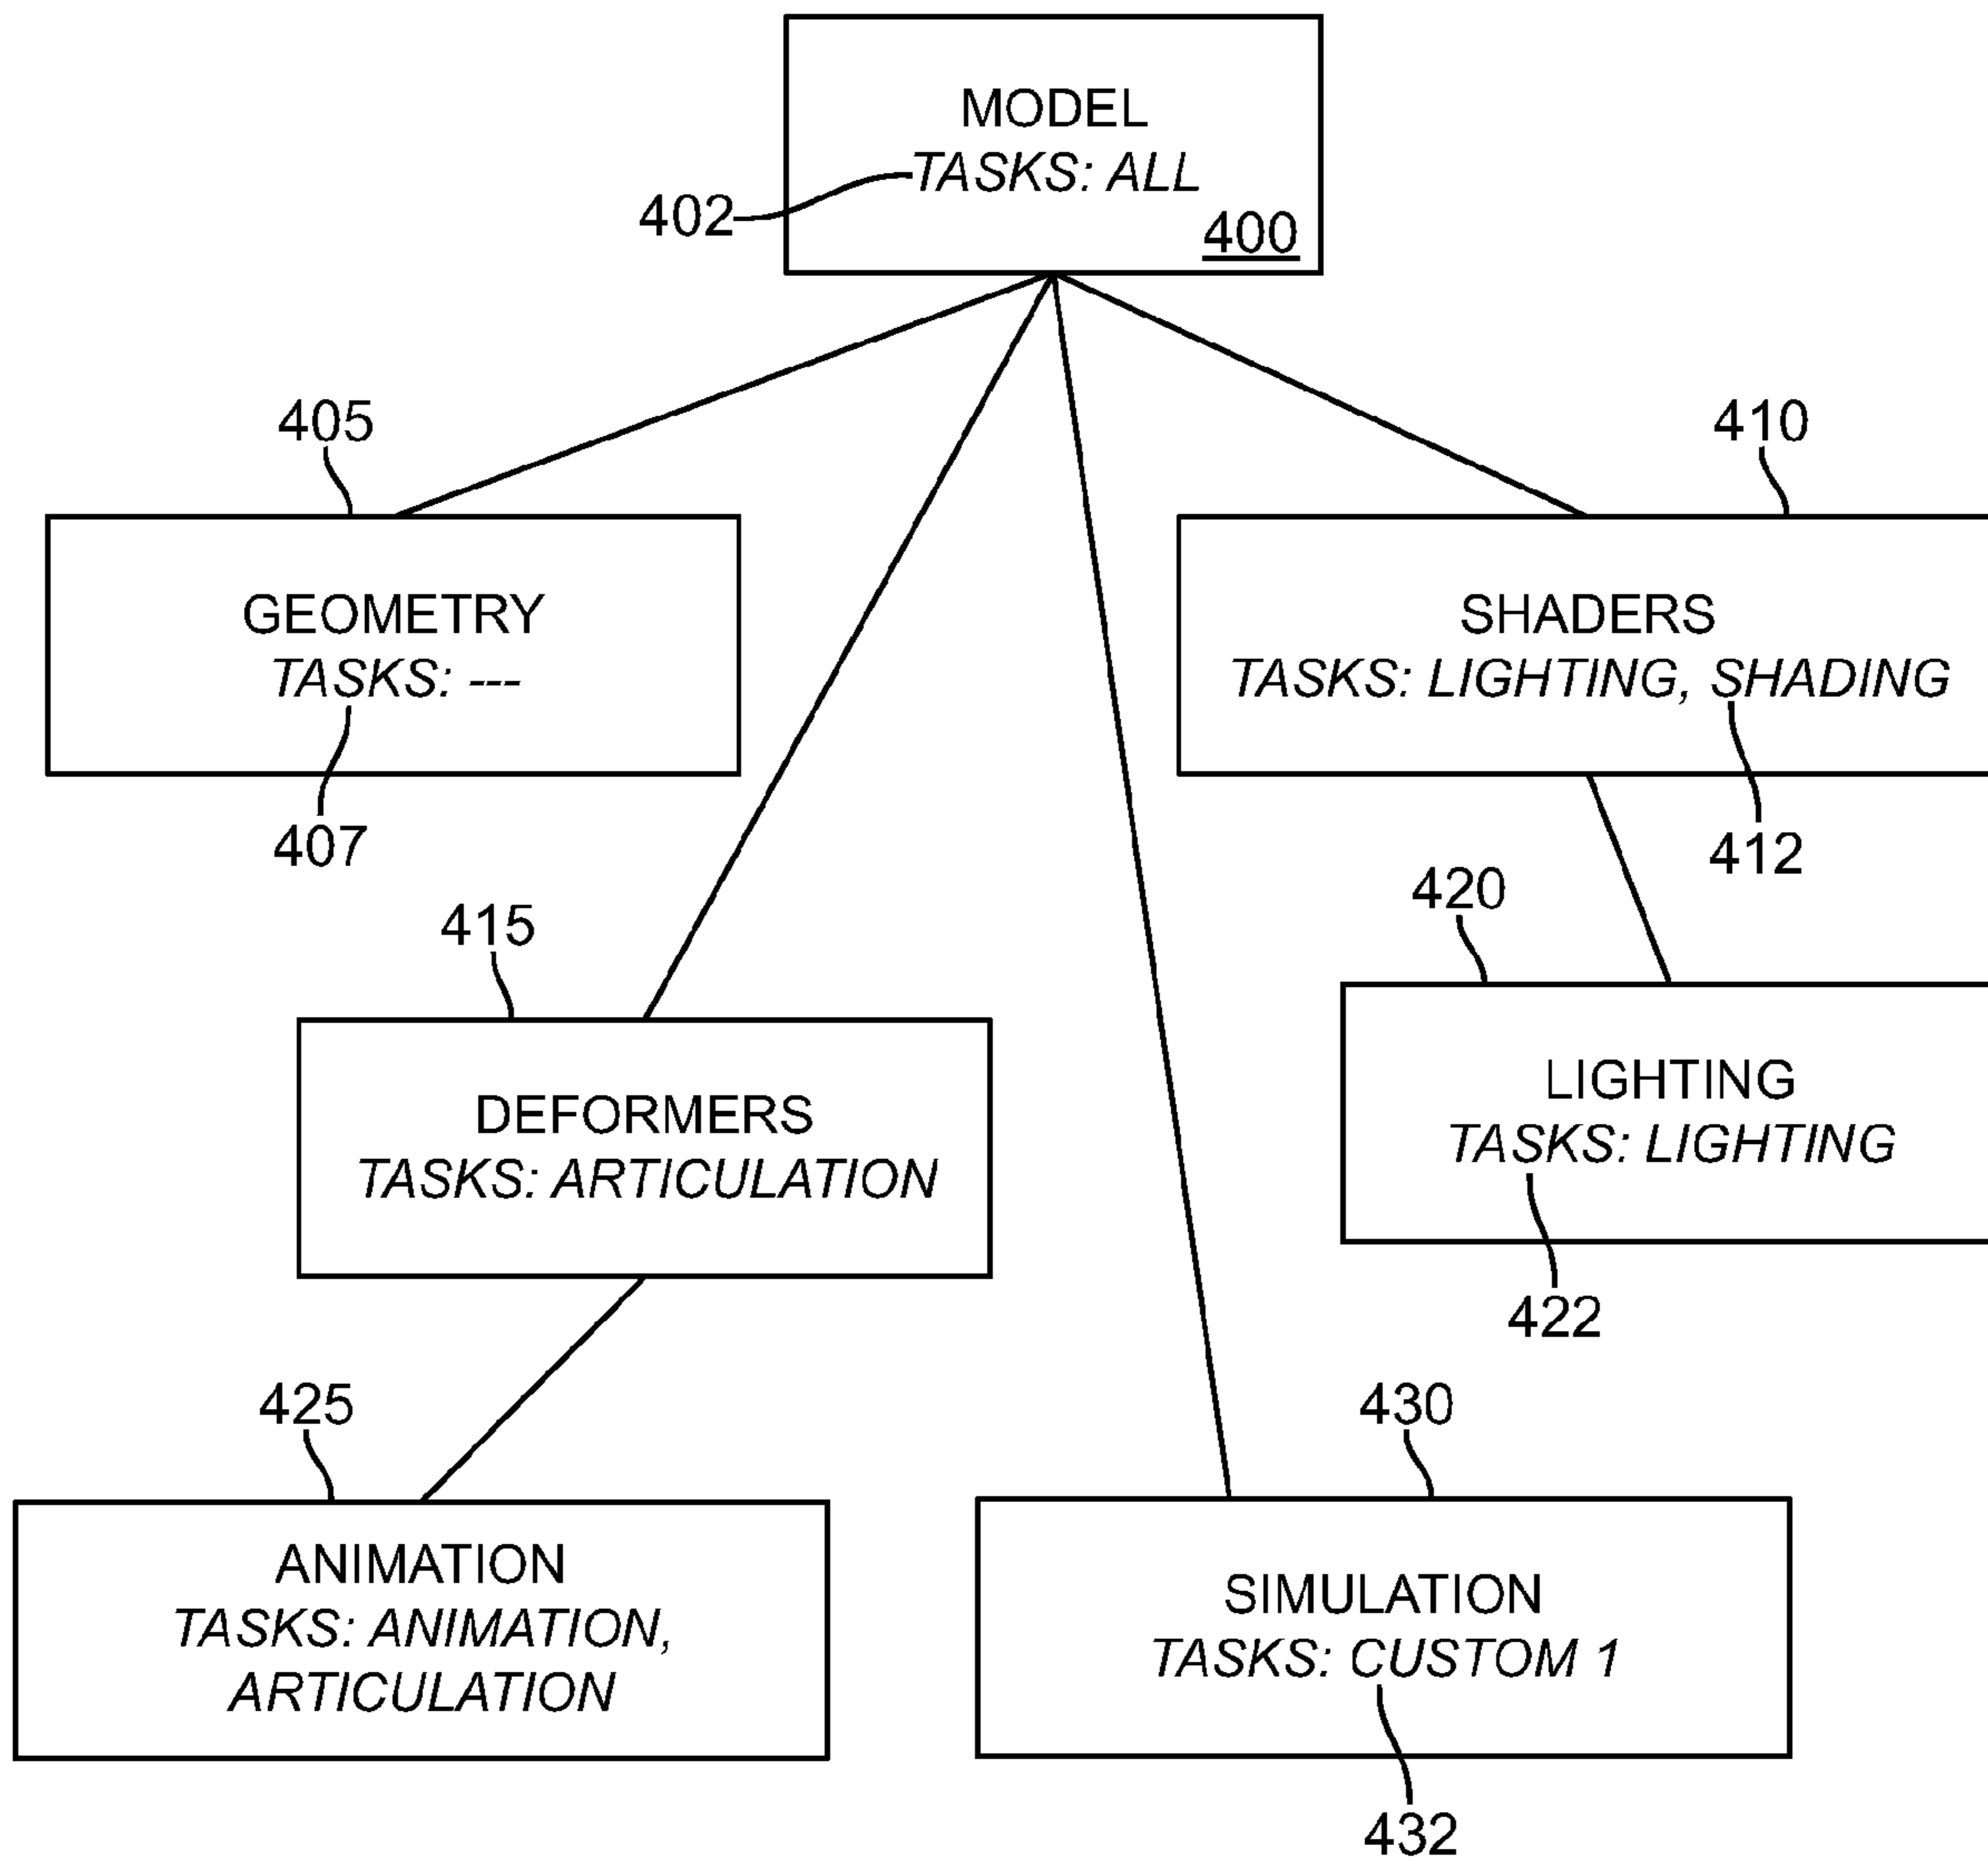 MODEL
TASKS: ALL
402
400
405
410
GEOMETRY
TASKS: ---
407
SHADERS
TASKS: LIGHTING, SHADING
412
415
420
DEFORMERS
TASKS: ARTICULATION
LIGHTING
TASKS: LIGHTING
422
425
430
ANIMATION
TASKS: ANIMATION,
ARTICULATION
SIMULATION
TASKS: CUSTOM 1
432